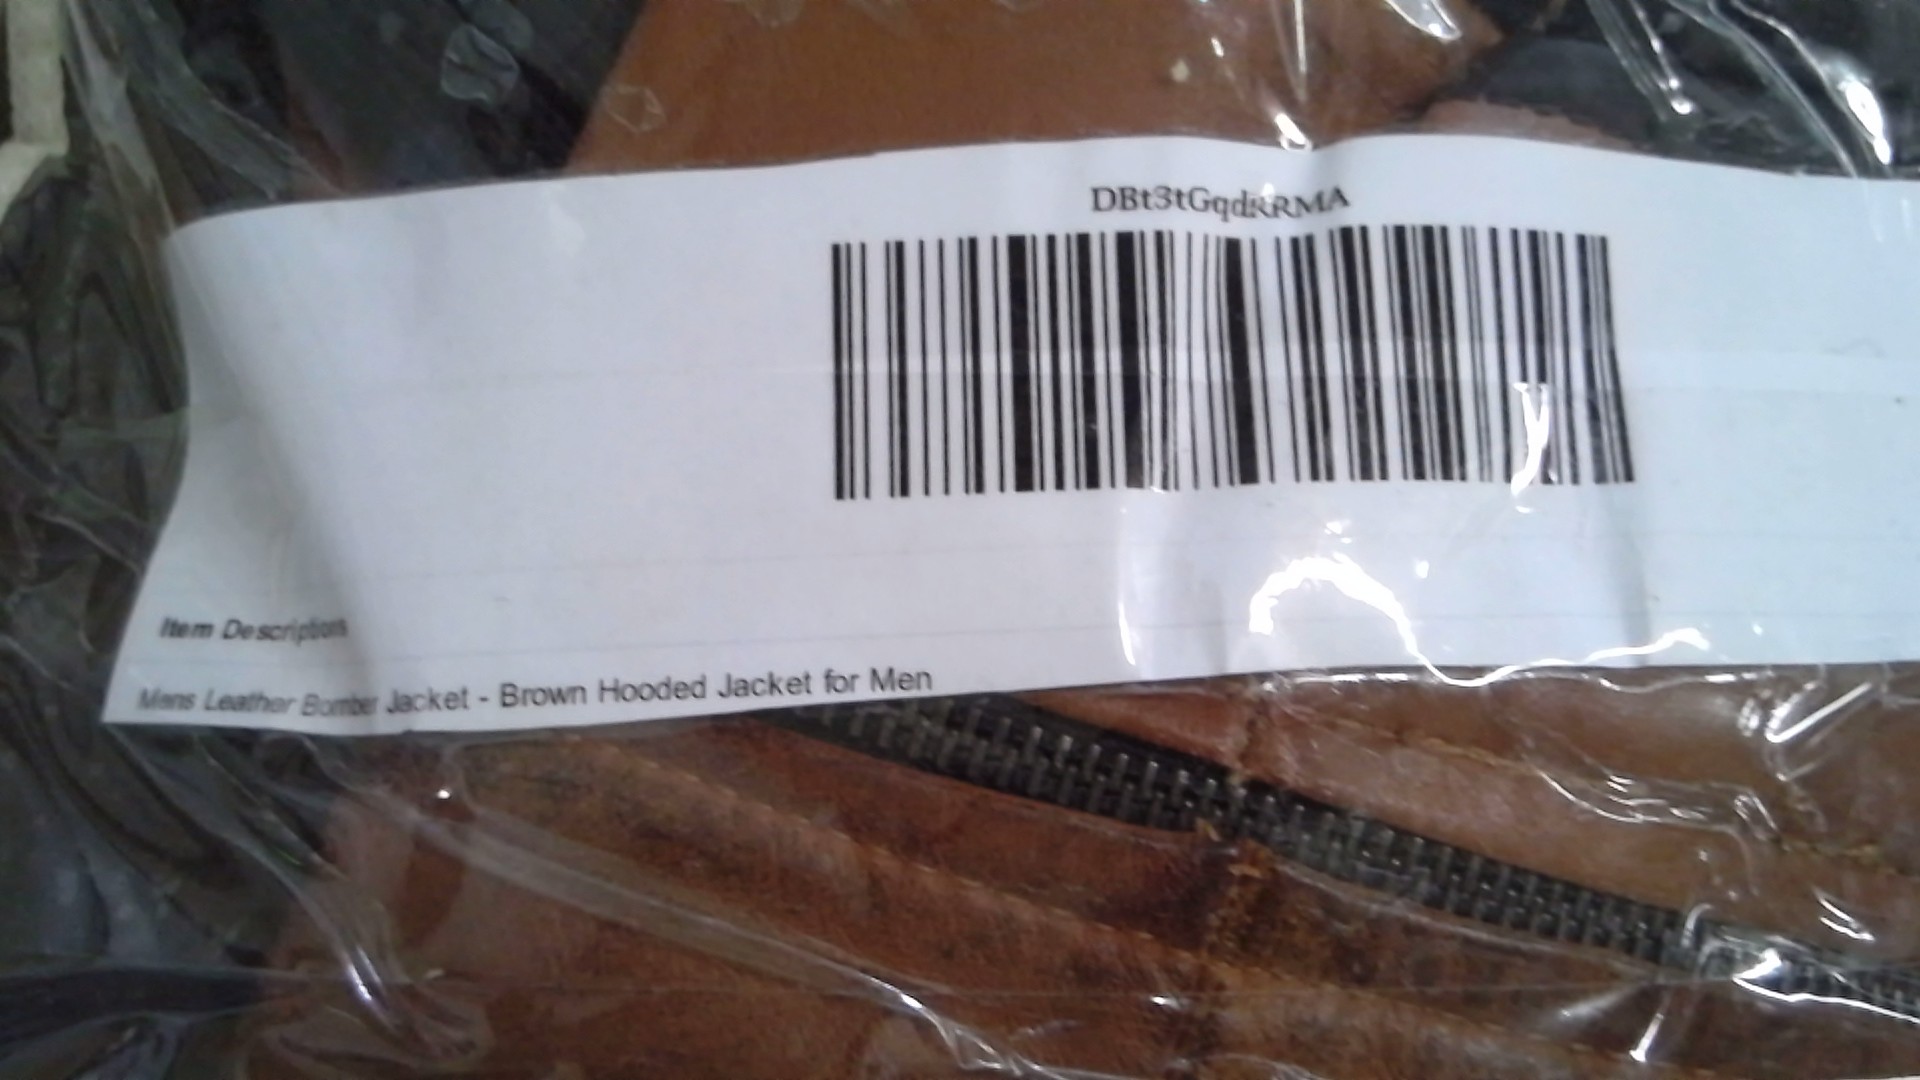 DBt3tGqdRRMA
Item Description
Mens Leather Bomber Jacket - Brown Hooded Jacket for Men